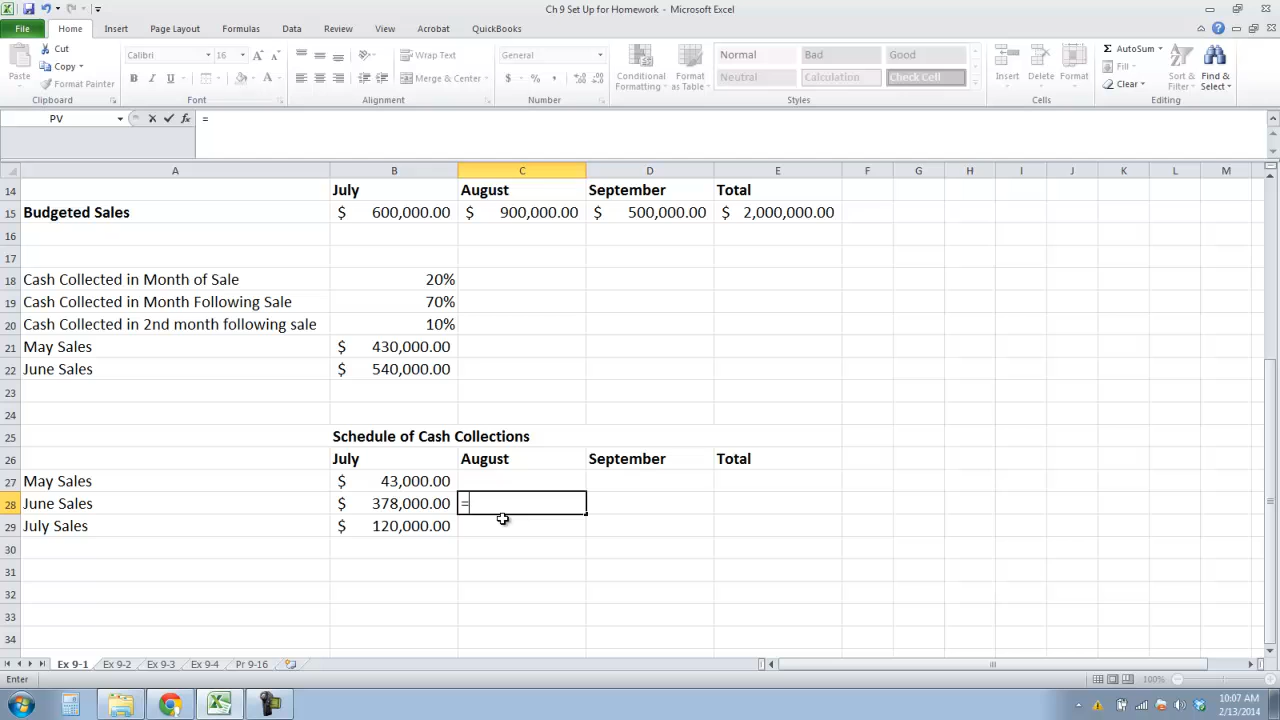 Ch 9 Set Up for Homework - Microsoft Excel
File Home Insert Page Layout Formulas Data Review View Acrobat QuickBooks
Paste Cut Copy Format Painter
Calibri 16 B I U A A A
Wrap Text Merge & Center
General $ % ,
Conditional Formatting Format as Table
Normal Bad Good
Neutral Calculation Check Cell
Insert Delete Format
AutoSum Fill Clear Sort & Filter Find & Select
Clipboard Font Alignment Number Styles Cells Editing
PV fx =
A B C D E F G H I J K L M
14 July August September Total
15 Budgeted Sales $ 600,000.00 $ 900,000.00 $ 500,000.00 $ 2,000,000.00
16
17
18 Cash Collected in Month of Sale 20%
19 Cash Collected in Month Following Sale 70%
20 Cash Collected in 2nd month following sale 10%
21 May Sales $ 430,000.00
22 June Sales $ 540,000.00
23
24
25 Schedule of Cash Collections
26 July August September Total
27 May Sales $ 43,000.00
28 June Sales $ 378,000.00 =
29 July Sales $ 120,000.00
30
31
32
33
34
Ex 9-1 Ex 9-2 Ex 9-3 Ex 9-4 Pr 9-16
Enter 100%
10:07 AM
2/13/2014